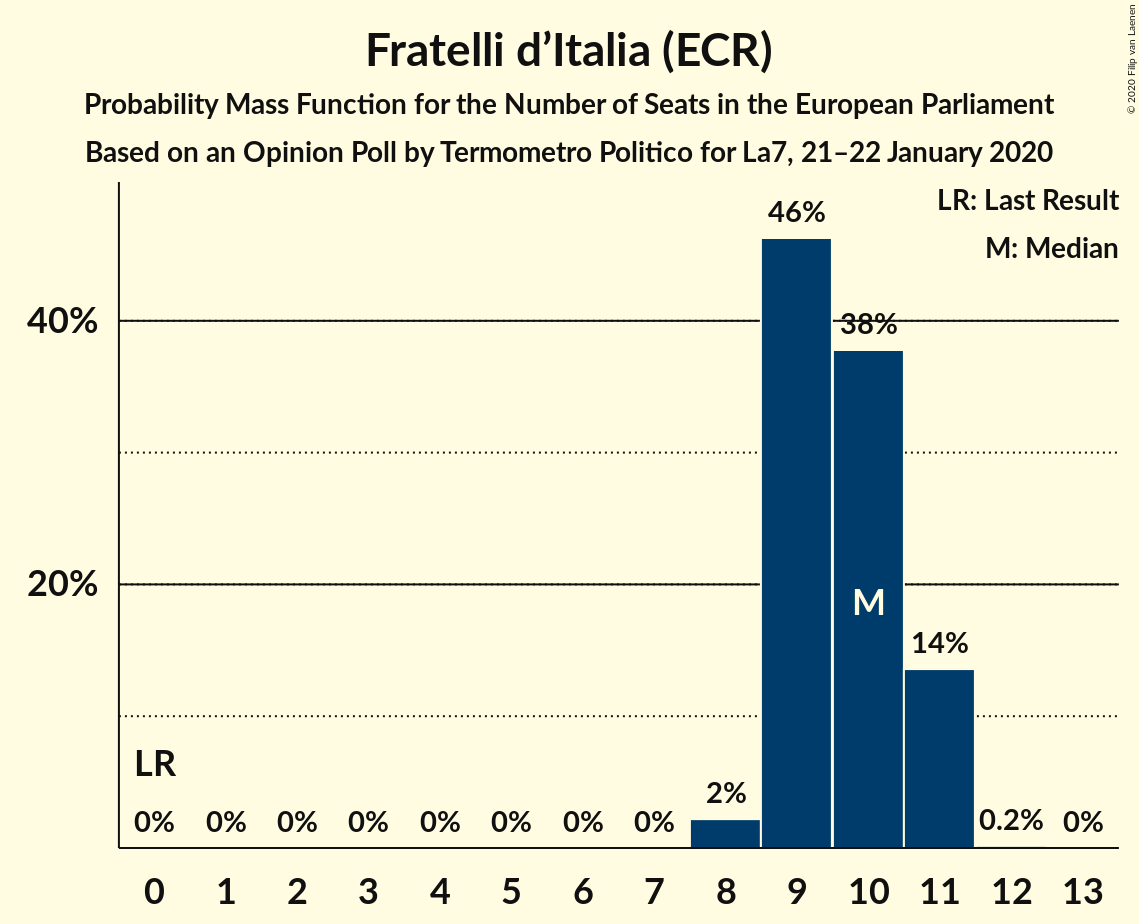 Fratelli d’Italia (ECR)
Probability Mass Function for the Number of Seats in the European Parliament
Based on an Opinion Poll by Termometro Politico for La7, 21–22 January 2020
© 2020 Filip van Laenen
LR: Last Result
M: Median
46%
40%
38%
20%
M
14%
LR
2%
0% 0% 0% 0% 0% 0% 0% 0% 0.2% 0%
0 1 2 3 4 5 6 7 8 9 10 11 12 13